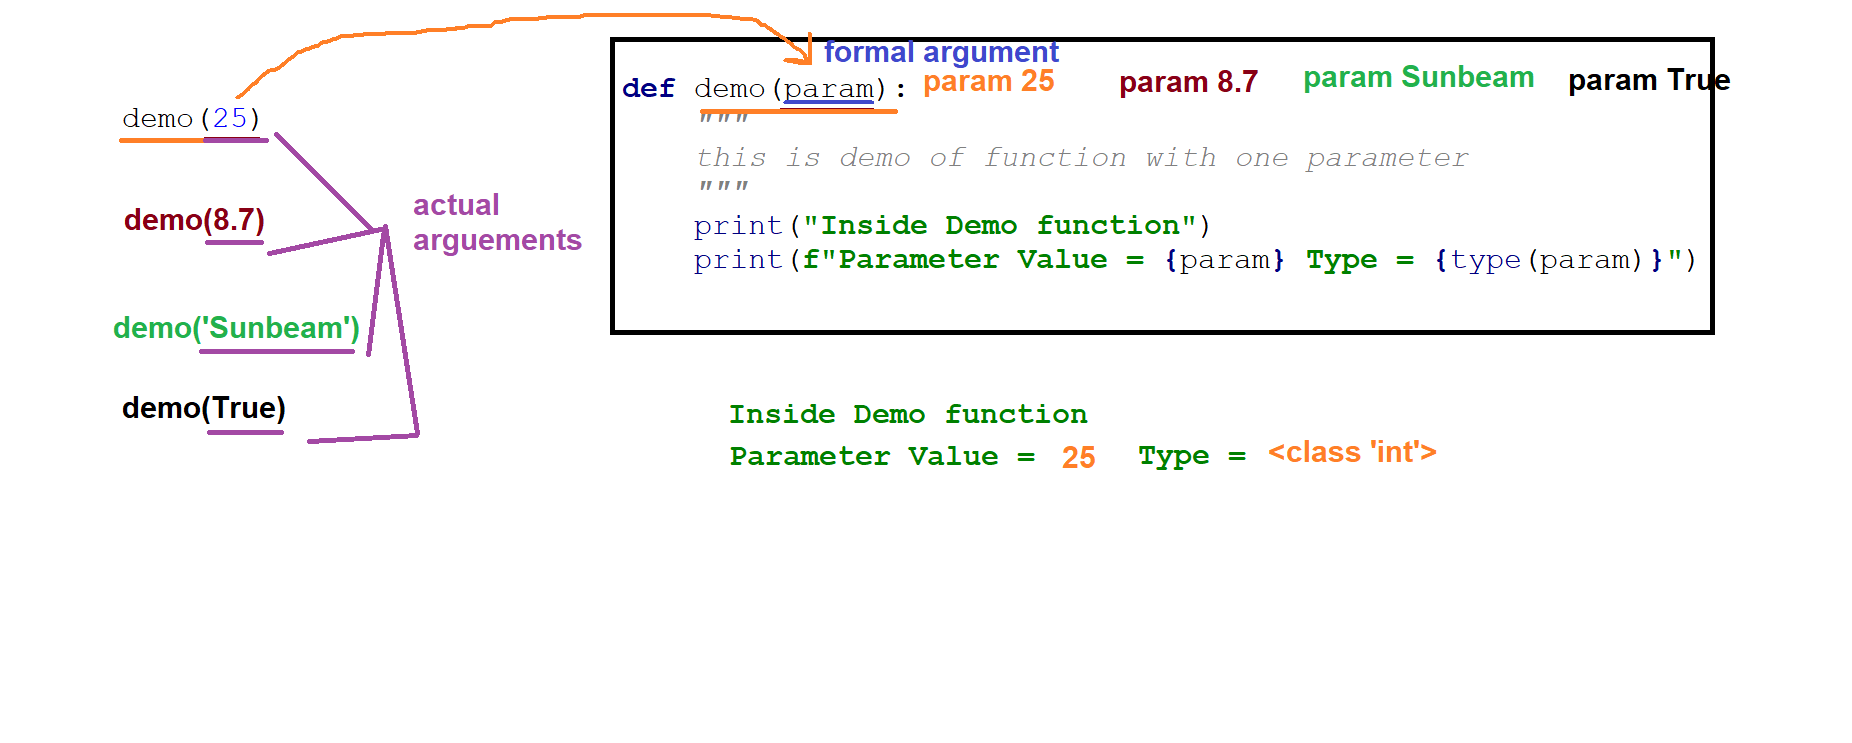 formal argument
def demo(param): param 25 param 8.7 param Sunbeam param True
demo(25)
"""
this is demo of function with one parameter
"""
demo(8.7)
actual
arguements
print("Inside Demo function")
print(f"Parameter Value = {param} Type = {type(param)}")
demo('Sunbeam')
demo(True)
Inside Demo function
Parameter Value = 25 Type = <class 'int'>